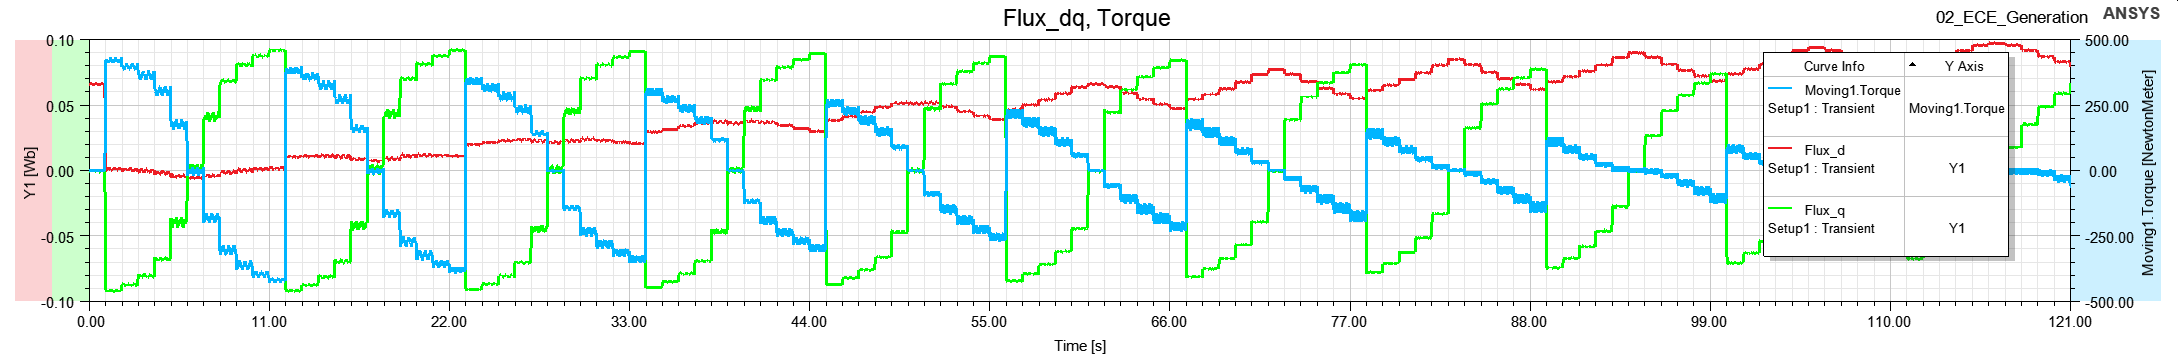 Flux_dq, Torque
02_ECE_Generation
ANSYS
0.10
0.05
0.00
-0.05
-0.10
Y1 [Wb]
500.00
250.00
0.00
-250.00
-500.00
Moving1.Torque [NewtonMeter]
Curve Info
Y Axis
Moving1.Torque
Setup1 : Transient
Moving1.Torque
Flux_d
Setup1 : Transient
Y1
Flux_q
Setup1 : Transient
Y1
0.00 11.00 22.00 33.00 44.00 55.00 66.00 77.00 88.00 99.00 110.00 121.00
Time [s]